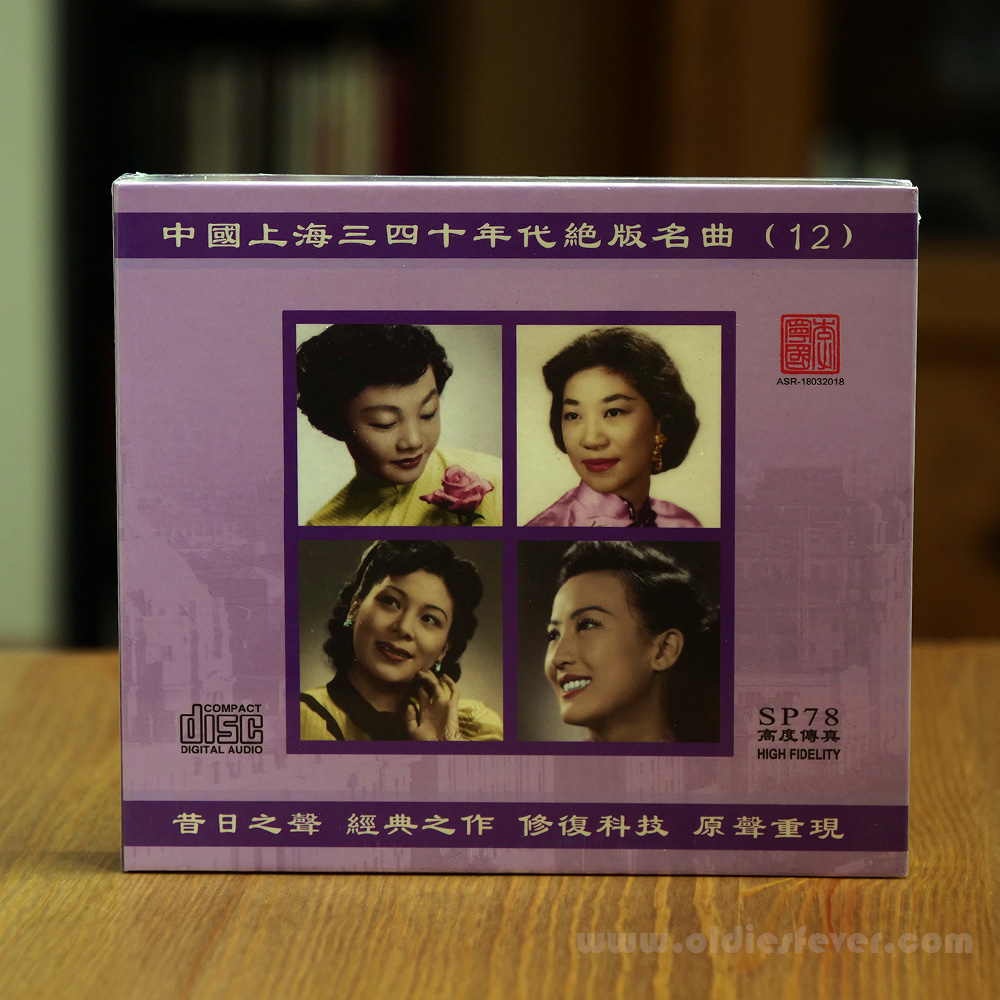 中國上海三四十年代絕版名曲（12）
ASR-18032018
COMPACT
disc
DIGITAL AUDIO
SP78
高度傳真
HIGH FIDELITY
昔日之聲 經典之作 修復科技 原聲重現
www.oldiesfever.com